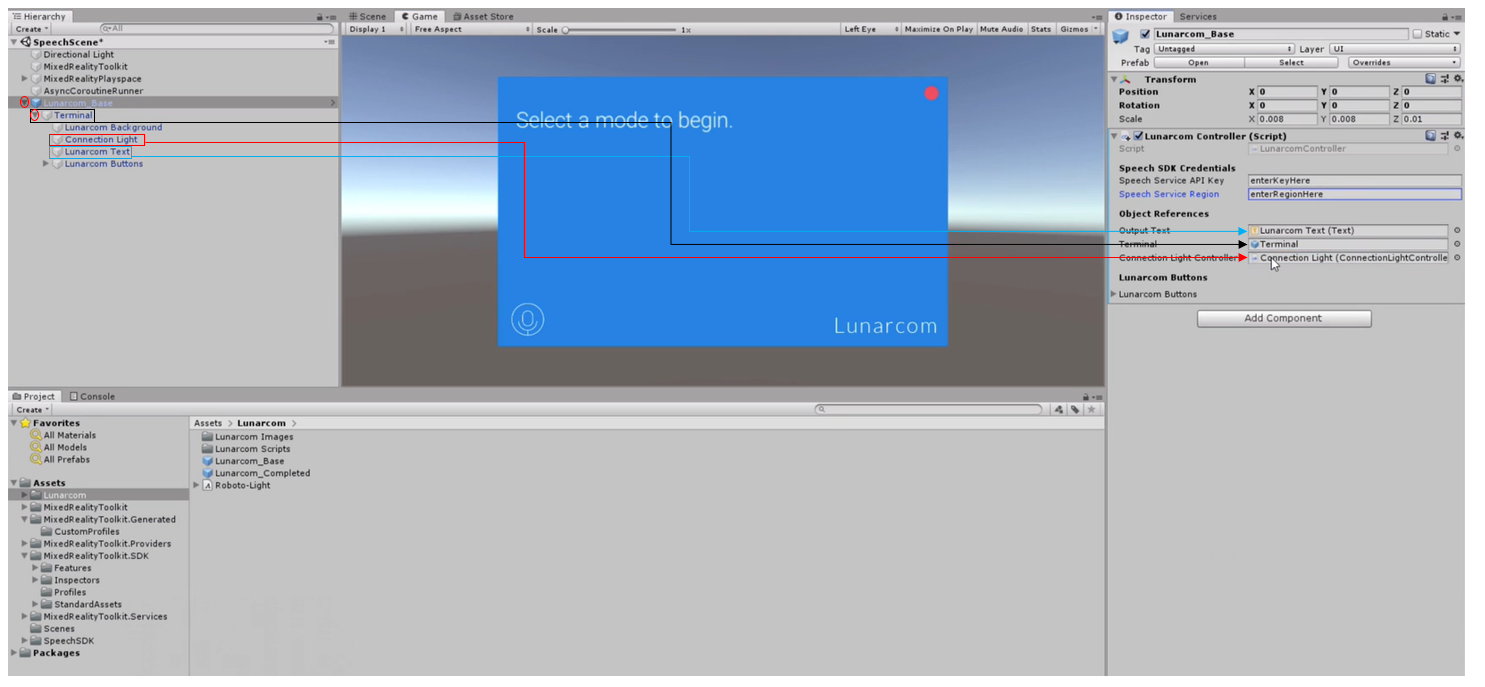 Hierarchy
Create
All
SpeechScene*
Directional Light
MixedRealityToolkit
MixedRealityPlayspace
AsyncCoroutineRunner
Lunarcom_Base
Terminal
Lunarcom Background
Connection Light
Lunarcom Text
Lunarcom Buttons
Scene Game Asset Store
Display 1 Free Aspect Scale 1x Left Eye Maximize On Play Mute Audio Stats Gizmos
Select a mode to begin.
Lunarcom
Inspector Services
Lunarcom_Base Static
Tag Untagged Layer UI
Prefab Open Select Overrides
Transform
Position X 0 Y 0 Z 0
Rotation X 0 Y 0 Z 0
Scale X 0.008 Y 0.008 Z 0.01
Lunarcom Controller (Script)
Script LunarcomController
Speech SDK Credentials
Speech Service API Key enterKeyHere
Speech Service Region enterRegionHere
Object References
Output Text Lunarcom Text (Text)
Terminal Terminal
Connection Light Controller Connection Light (ConnectionLightControlle
Lunarcom Buttons
Lunarcom Buttons
Add Component
Project Console
Create
Favorites
All Materials
All Models
All Prefabs
Assets
Lunarcom
MixedRealityToolkit
MixedRealityToolkit.Generated
CustomProfiles
MixedRealityToolkit.Providers
MixedRealityToolkit.SDK
Features
Inspectors
Profiles
StandardAssets
MixedRealityToolkit.Services
Scenes
SpeechSDK
Packages
Assets > Lunarcom >
Lunarcom Images
Lunarcom Scripts
Lunarcom_Base
Lunarcom_Completed
Roboto-Light